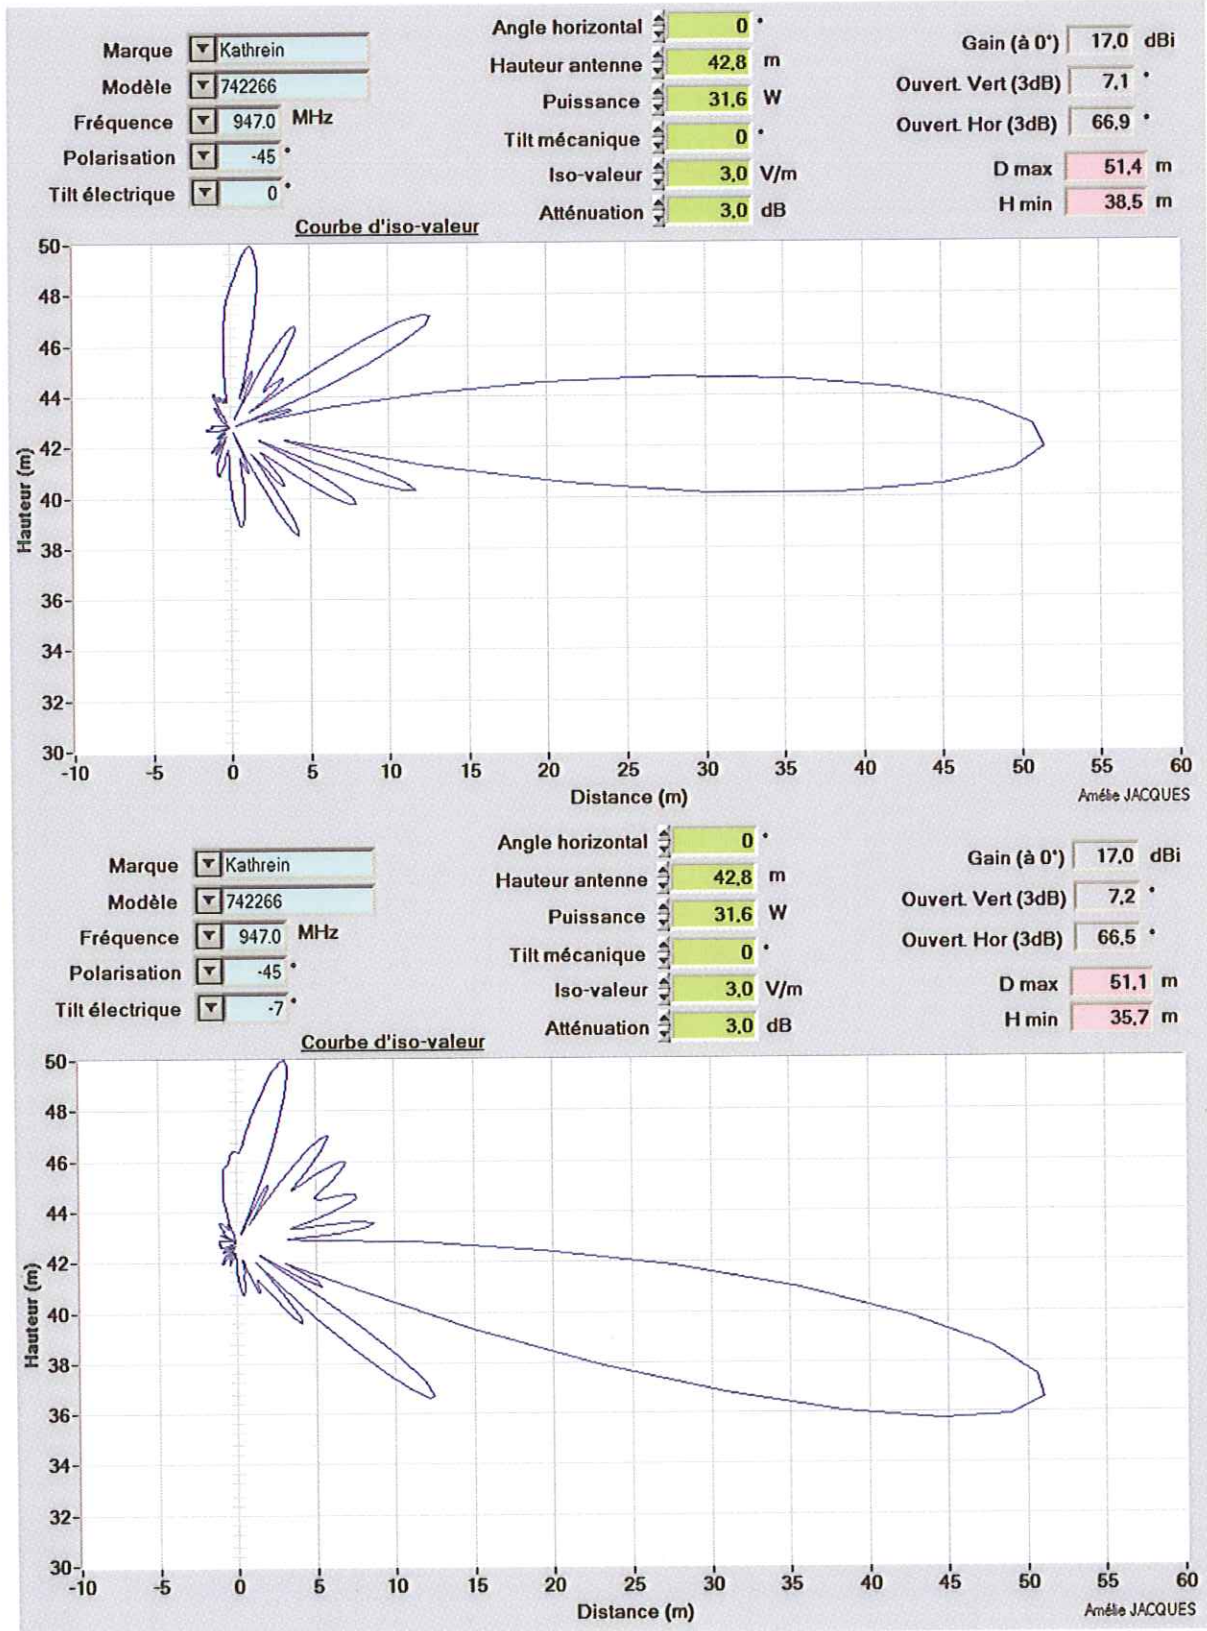 Marque Kathrein
Modèle 742266
Fréquence 947.0 MHz
Polarisation -45 °
Tilt électrique 0 °
Angle horizontal 0 °
Hauteur antenne 42,8 m
Puissance 31,6 W
Tilt mécanique 0 °
Iso-valeur 3,0 V/m
Atténuation 3,0 dB
Gain (à 0°) 17,0 dBi
Ouvert. Vert (3dB) 7,1 °
Ouvert. Hor (3dB) 66,9 °
D max 51,4 m
H min 38,5 m
Courbe d'iso-valeur
Hauteur (m)
50
48
46
44
42
40
38
36
34
32
30
-10 -5 0 5 10 15 20 25 30 35 40 45 50 55 60
Distance (m)
Amélie JACQUES
Marque Kathrein
Modèle 742266
Fréquence 947.0 MHz
Polarisation -45 °
Tilt électrique -7 °
Angle horizontal 0 °
Hauteur antenne 42,8 m
Puissance 31,6 W
Tilt mécanique 0 °
Iso-valeur 3,0 V/m
Atténuation 3,0 dB
Gain (à 0°) 17,0 dBi
Ouvert. Vert (3dB) 7,2 °
Ouvert. Hor (3dB) 66,5 °
D max 51,1 m
H min 35,7 m
Courbe d'iso-valeur
Hauteur (m)
50
48
46
44
42
40
38
36
34
32
30
-10 -5 0 5 10 15 20 25 30 35 40 45 50 55 60
Distance (m)
Amélie JACQUES